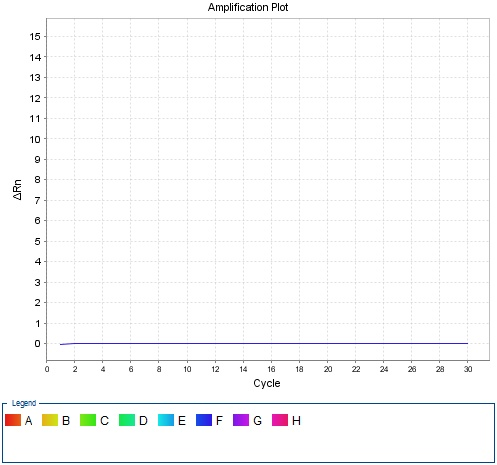 Amplification Plot
15
14
13
12
11
10
9
8
7
6
5
4
3
2
1
0
ΔRn
0 2 4 6 8 10 12 14 16 18 20 22 24 26 28 30
Cycle
Legend
A B C D E F G H